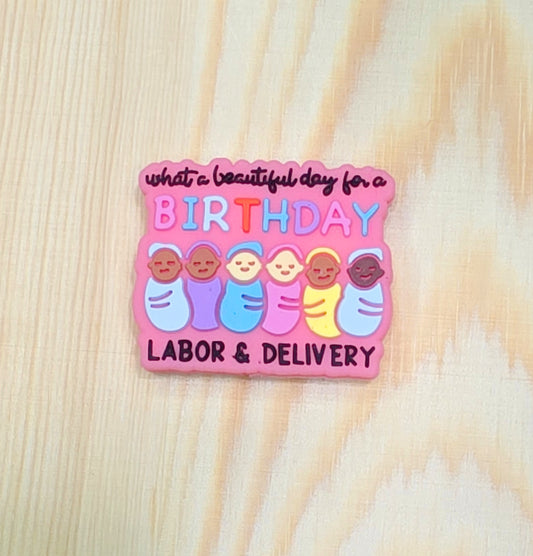 what a beautiful day for a
BIRTHDAY
LABOR & DELIVERY